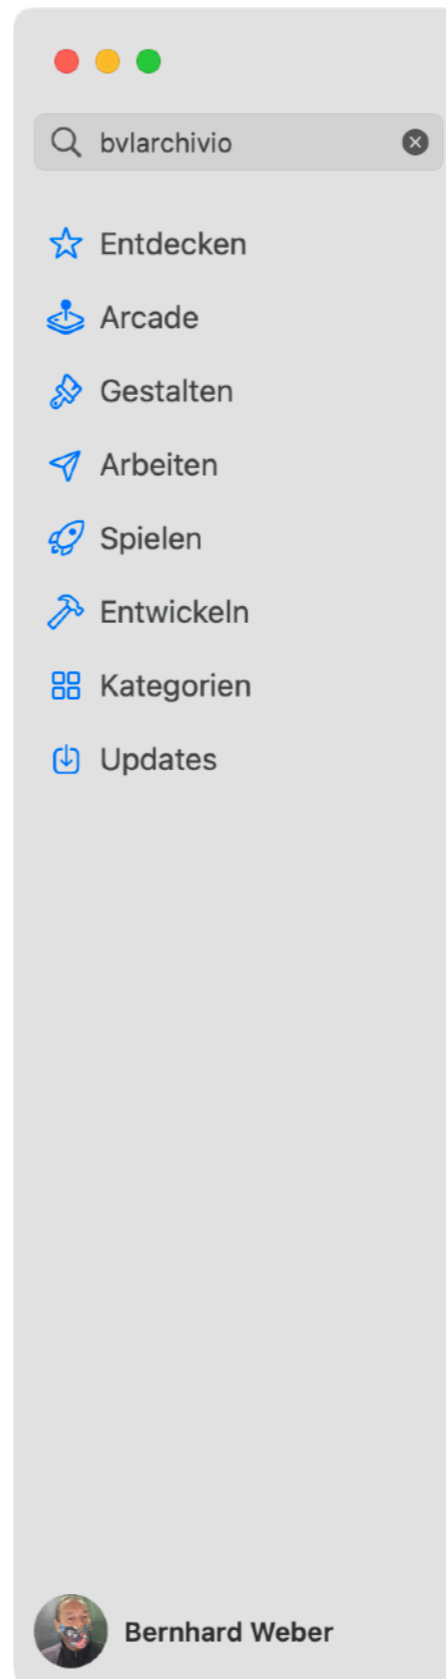 bvlarchivio
Entdecken
Arcade
Gestalten
Arbeiten
Spielen
Entwickeln
Kategorien
Updates
Bernhard Weber